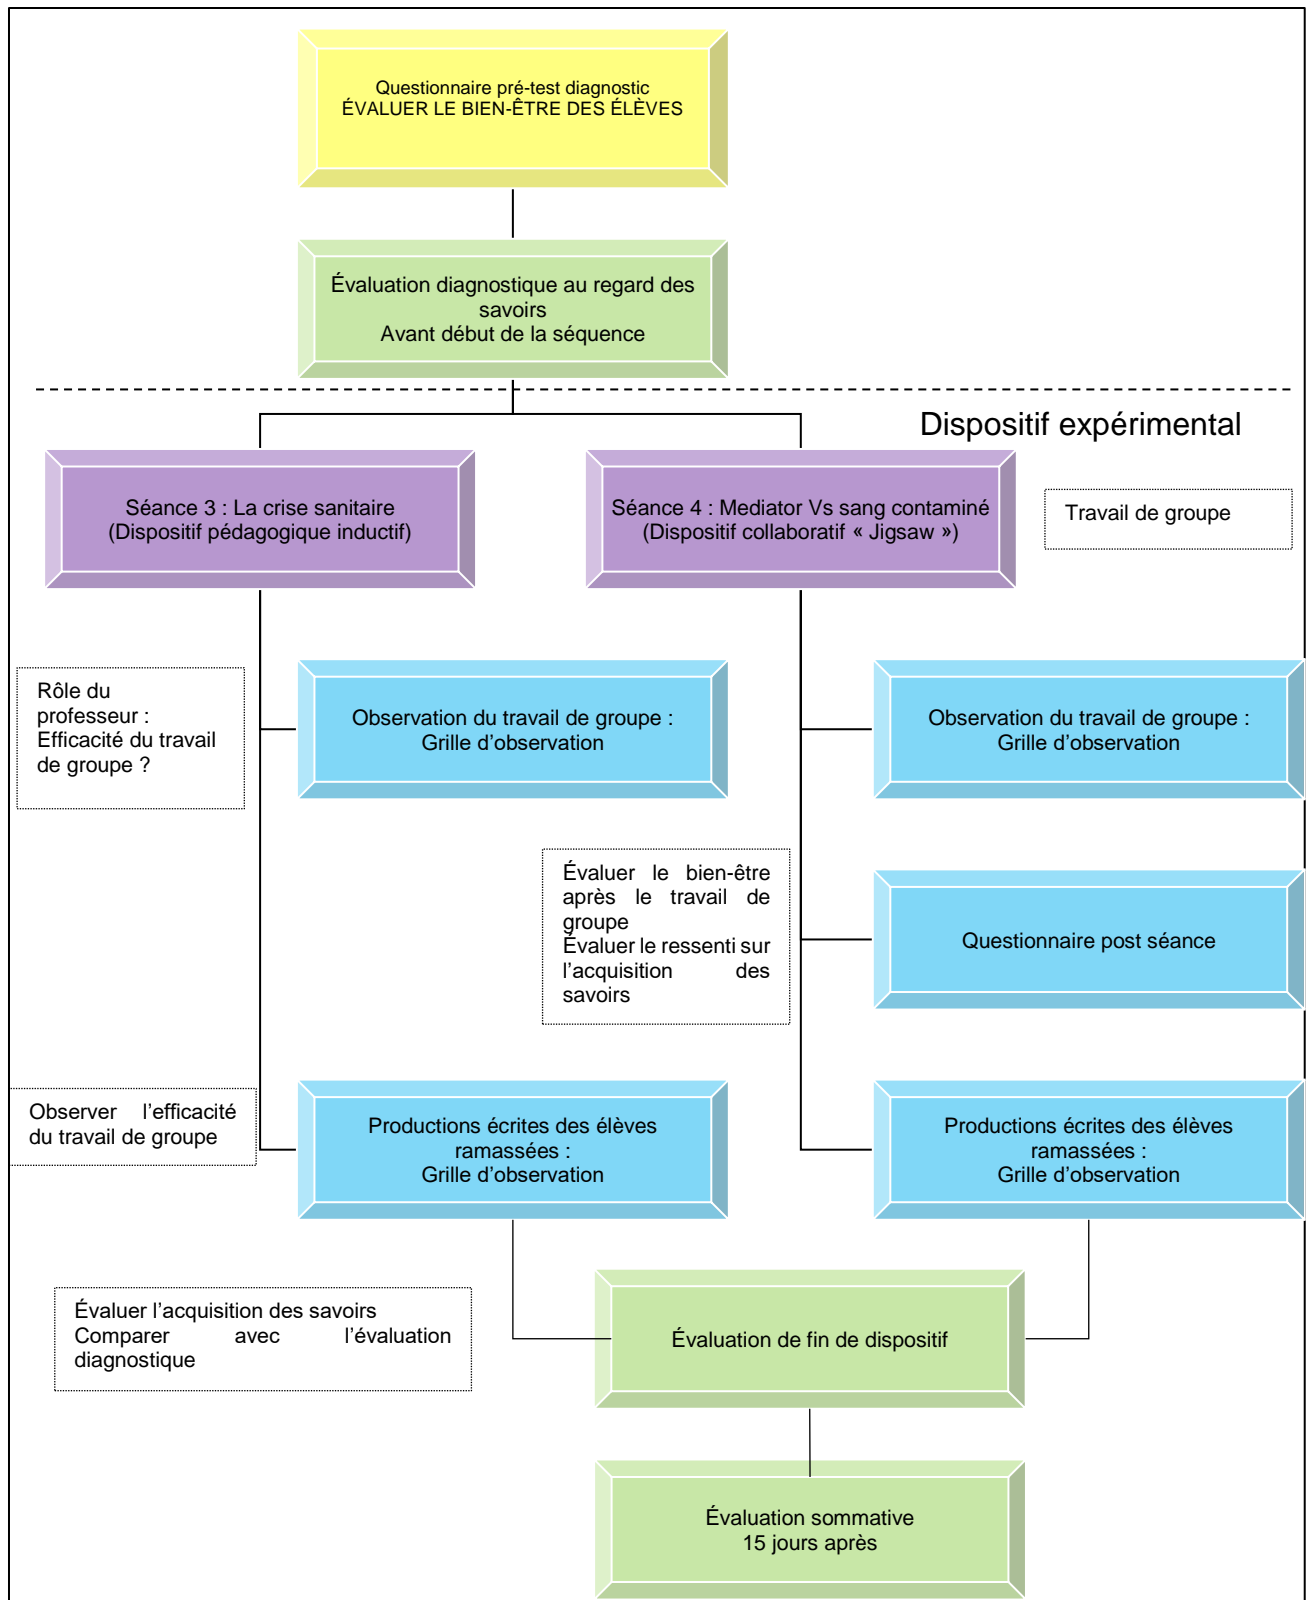 Questionnaire pré-test diagnostic
ÉVALUER LE BIEN-ÊTRE DES ÉLÈVES
Évaluation diagnostique au regard des
savoirs
Avant début de la séquence
Dispositif expérimental
Séance 3 : La crise sanitaire
(Dispositif pédagogique inductif)
Séance 4 : Mediator Vs sang contaminé
(Dispositif collaboratif « Jigsaw »)
Travail de groupe
Rôle du
professeur :
Efficacité du travail
de groupe ?
Observation du travail de groupe :
Grille d’observation
Observation du travail de groupe :
Grille d’observation
Évaluer le bien-être
après le travail de
groupe
Évaluer le ressenti sur
l’acquisition des
savoirs
Questionnaire post séance
Observer l’efficacité
du travail de groupe
Productions écrites des élèves
ramassées :
Grille d’observation
Productions écrites des élèves
ramassées :
Grille d’observation
Évaluer l’acquisition des savoirs
Comparer avec l’évaluation
diagnostique
Évaluation de fin de dispositif
Évaluation sommative
15 jours après